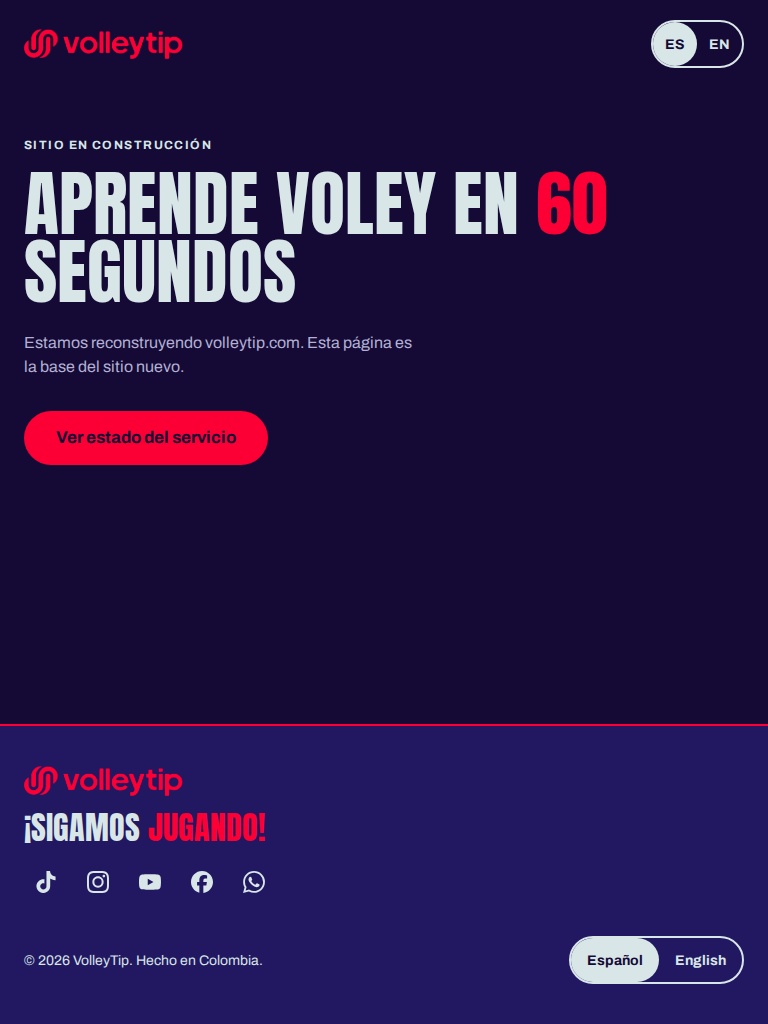 volleytip
ES EN
SITIO EN CONSTRUCCIÓN
APRENDE VOLEY EN 60
SEGUNDOS
Estamos reconstruyendo volleytip.com. Esta página es
la base del sitio nuevo.
Ver estado del servicio
volleytip
¡SIGAMOS JUGANDO!
© 2026 VolleyTip. Hecho en Colombia.
Español English